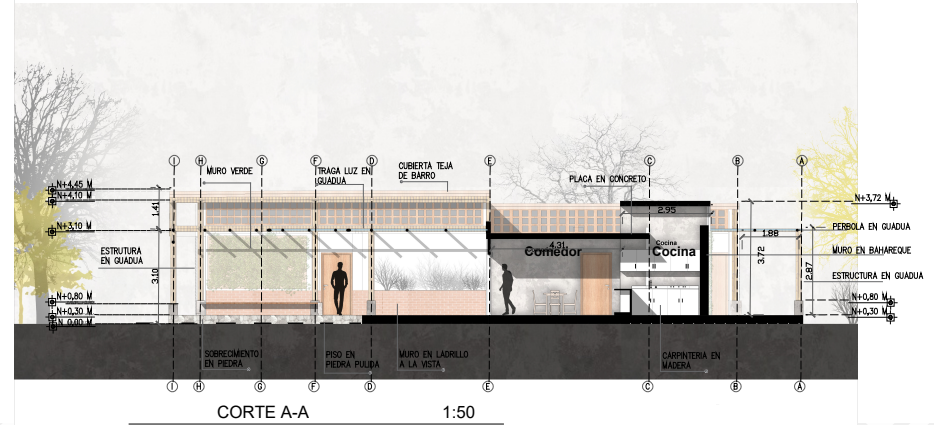 I H G F D E C B A
MURO VERDE
TRAGA LUZ EN
GUADUA
CUBIERTA TEJA
DE BARRO
PLACA EN CONCRETO
N+4,45 M
N+4,10 M
1.41
N+3,10 M
ESTRUTURA
EN GUADUA
3.10
N+0,80 M
N+0,30 M
N 0.00 M
2.95
4.31
Comedor
Cocina
Cocina
1.88
3.72
2.87
N+3,72 M
PERBOLA EN GUADUA
MURO EN BAHAREQUE
ESTRUCTURA EN GUADUA
N+0,80 M
N+0,30 M
SOBRECIMIENTO
EN PIEDRA
PISO EN
PIEDRA PULIDA
MURO EN LADRILLO
A LA VISTA
CARPINTERIA EN
MADERA
I H G F D E C B A
CORTE A-A 1:50